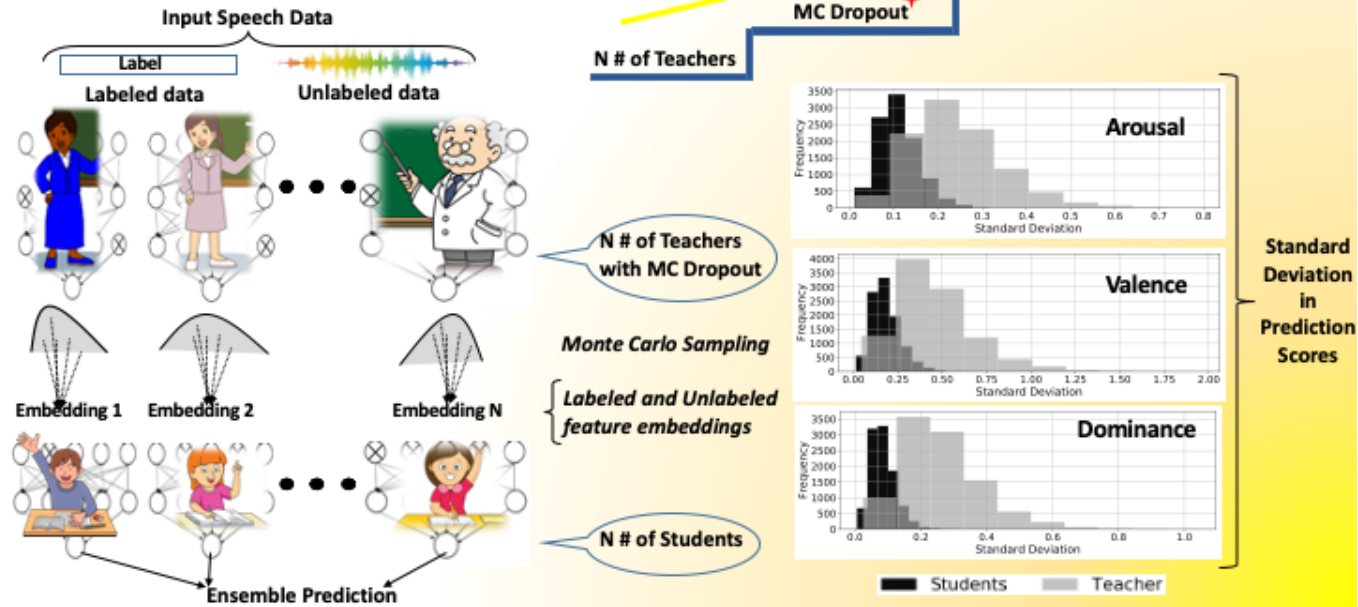 Input Speech Data
Label
Labeled data
Unlabeled data
N # of Teachers
with MC Dropout
Embedding 1
Embedding 2
Embedding N
Monte Carlo Sampling
Labeled and Unlabeled
feature embeddings
N # of Students
Ensemble Prediction
MC Dropout
N # of Teachers
Arousal
Frequency
3500
3000
2500
2000
1500
1000
500
0
0.0 0.1 0.2 0.3 0.4 0.5 0.6 0.7 0.8
Standard Deviation
Valence
Frequency
4000
3500
3000
2500
2000
1500
1000
500
0
0.00 0.25 0.50 0.75 1.00 1.25 1.50 1.75 2.00
Standard Deviation
Dominance
Frequency
3500
3000
2500
2000
1500
1000
500
0
0.0 0.2 0.4 0.6 0.8 1.0
Standard Deviation
Students Teacher
Standard
Deviation
in
Prediction
Scores